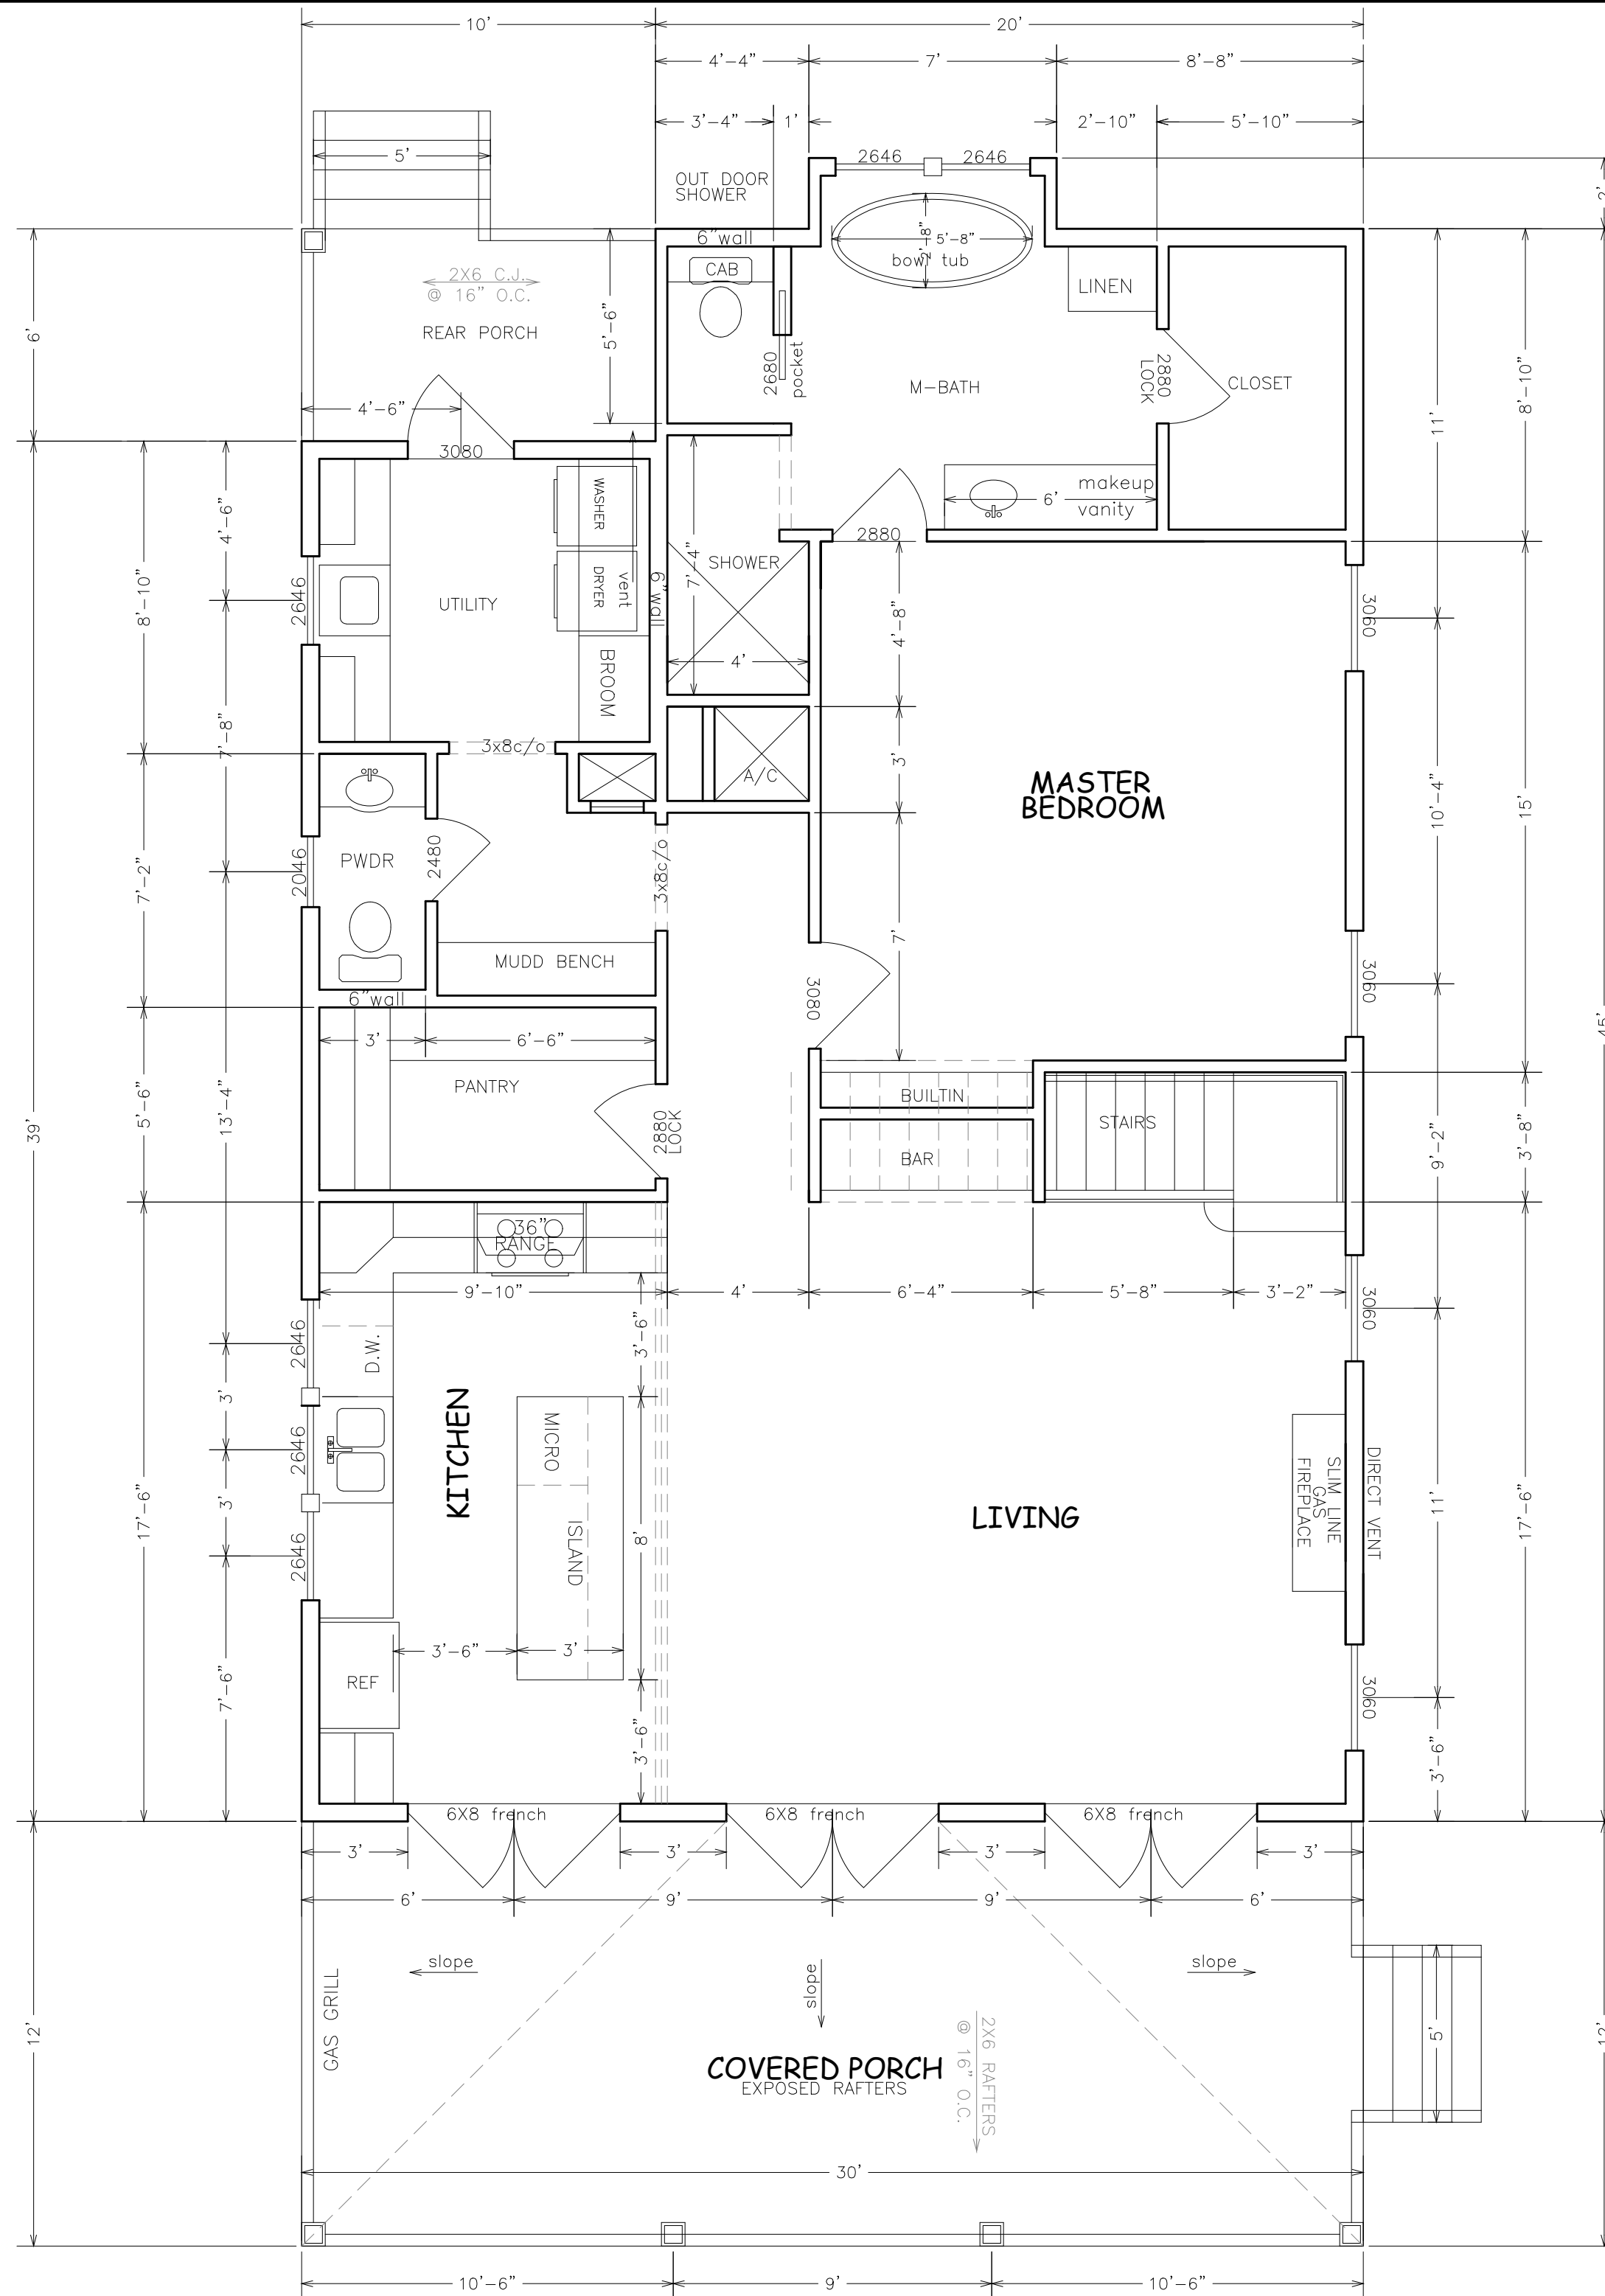 10' 20'
4'-4" 7' 8'-8"
3'-4" 1' 2'-10" 5'-10"
5'
2646 2646
OUT DOOR
SHOWER
2'
6"wall
5'-8"
2'-8"
bowl tub
CAB
LINEN
2X6 C.J.
@ 16" O.C.
REAR PORCH
5'-6"
6'
2680
pocket
M-BATH
2880
LOCK
CLOSET
11'
8'-10"
4'-6"
3080
WASHER
6'
makeup
vanity
4'-6"
2880
SHOWER
7'-4"
DRYER
vent
6"wall
2646
UTILITY
8'-10"
3060
4'-8"
BROOM
4'
7'-8"
3x8c/o
3'
A/C
MASTER
BEDROOM
10'-4"
15'
PWDR
2480
2046
3x8c/o
7'-2"
7'
MUDD BENCH
3080
3060
6"wall
3' 6'-6"
45'
PANTRY
BUILTIN
STAIRS
BAR
2880
LOCK
39'
5'-6"
13'-4"
9'-2"
3'-8"
36"
RANGE
9'-10" 4' 6'-4" 5'-8" 3'-2"
3060
3'-6"
2646
D.W.
3'
KITCHEN
MICRO
2646
DIRECT VENT
SLIM LINE
GAS
FIREPLACE
LIVING
17'-6"
3'
ISLAND
8'
11'
17'-6"
2646
3'-6" 3'
REF
7'-6"
3060
3'-6"
3'-6"
6X8 french 6X8 french 6X8 french
3' 3' 3' 3'
6' 9' 9' 6'
slope slope
slope
GAS GRILL
12'
2X6 RAFTERS
@ 16" O.C.
5'
12'
COVERED PORCH
EXPOSED RAFTERS
30'
10'-6" 9' 10'-6"